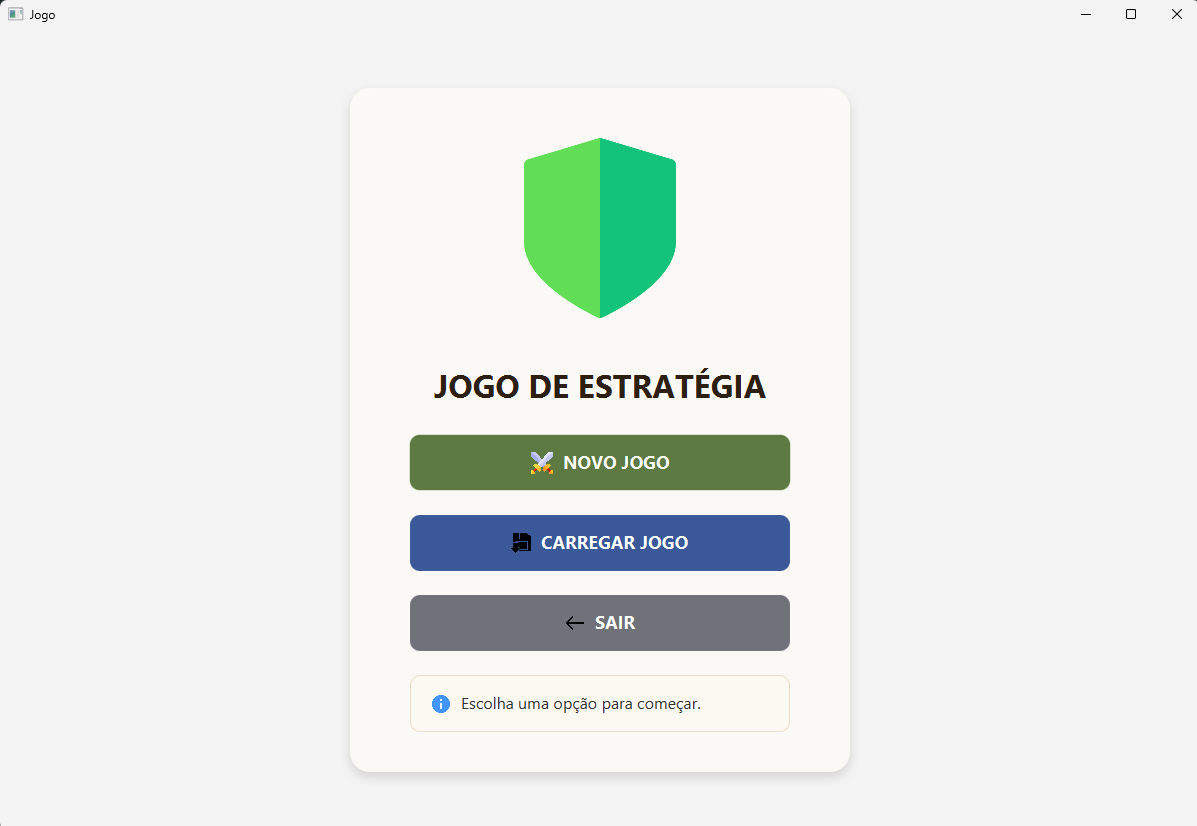 Jogo
JOGO DE ESTRATÉGIA
NOVO JOGO
CARREGAR JOGO
SAIR
Escolha uma opção para começar.